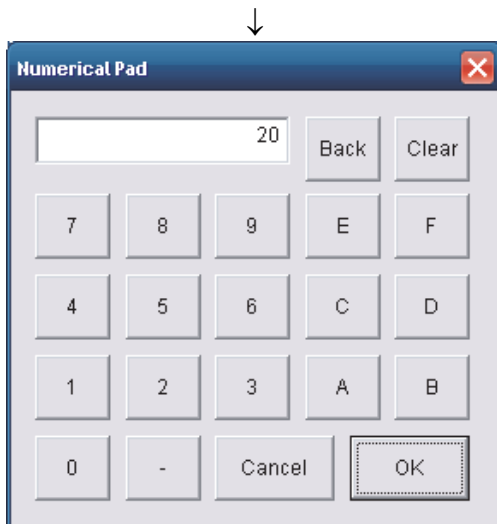 ↓
Numerical Pad
20 Back Clear
7 8 9 E F
4 5 6 C D
1 2 3 A B
0 - Cancel OK